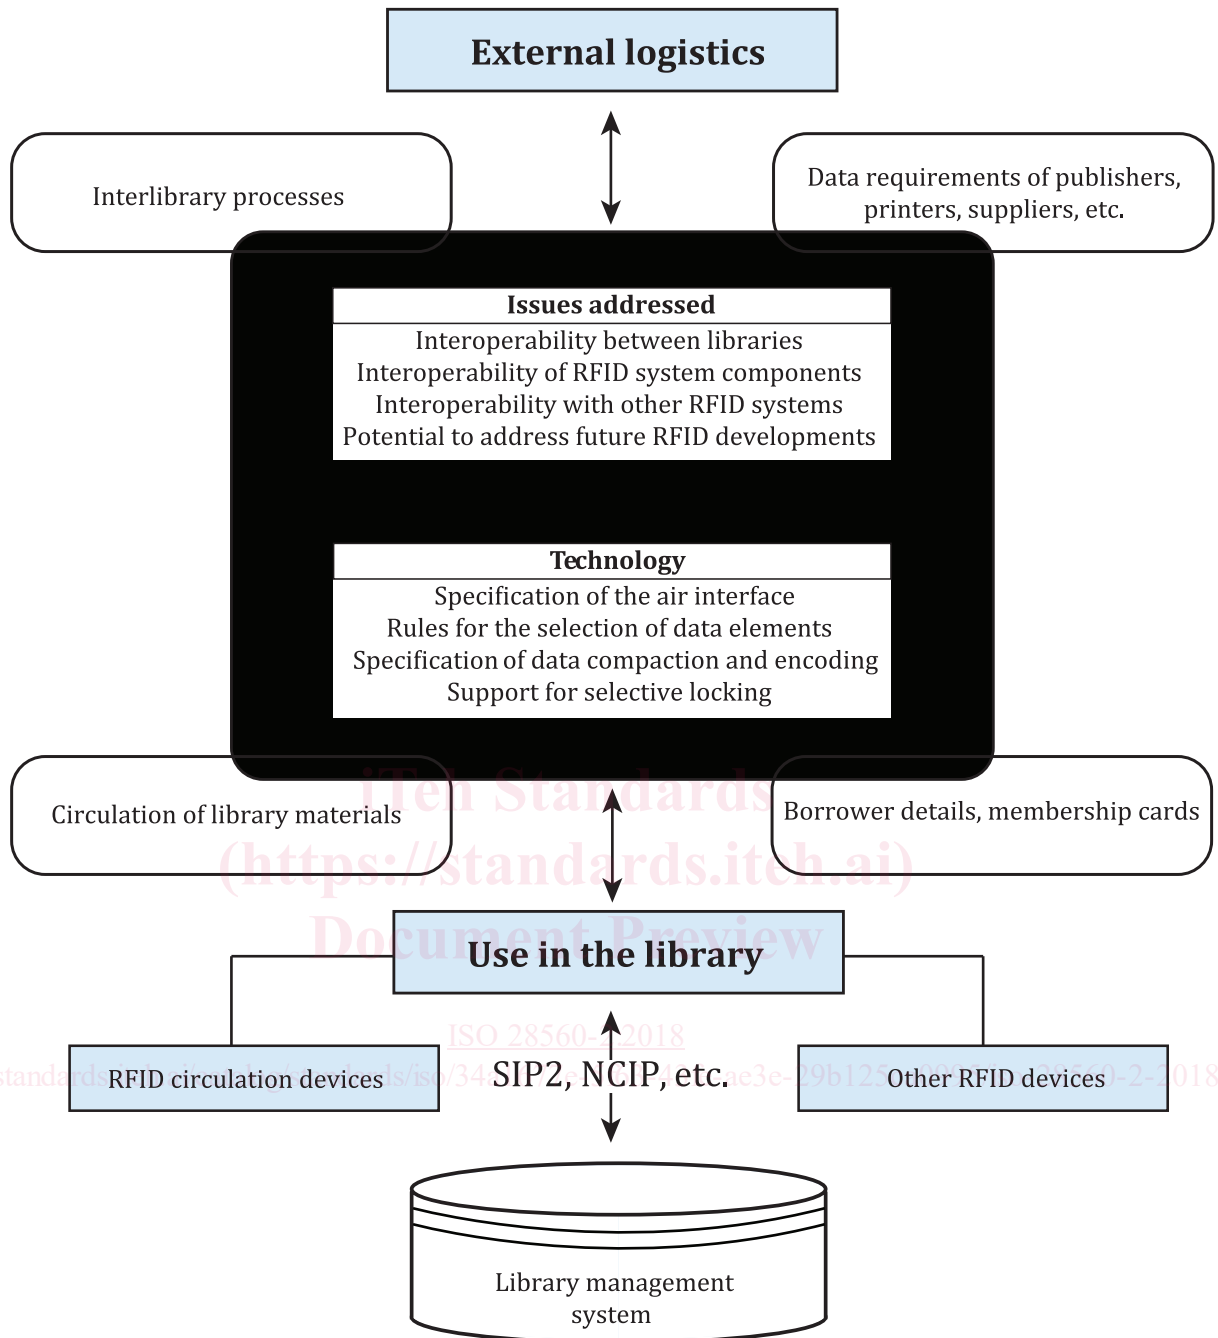 External logistics
Interlibrary processes
Data requirements of publishers,
printers, suppliers, etc.
Issues addressed
Interoperability between libraries
Interoperability of RFID system components
Interoperability with other RFID systems
Potential to address future RFID developments
Technology
Specification of the air interface
Rules for the selection of data elements
Specification of data compaction and encoding
Support for selective locking
iTeh Standards
Circulation of library materials
Borrower details, membership cards
(https://standards.iteh.ai)
Document Preview
Use in the library
ISO 28560-2:2018
RFID circulation devices
SIP2, NCIP, etc.
Other RFID devices
Library management
system